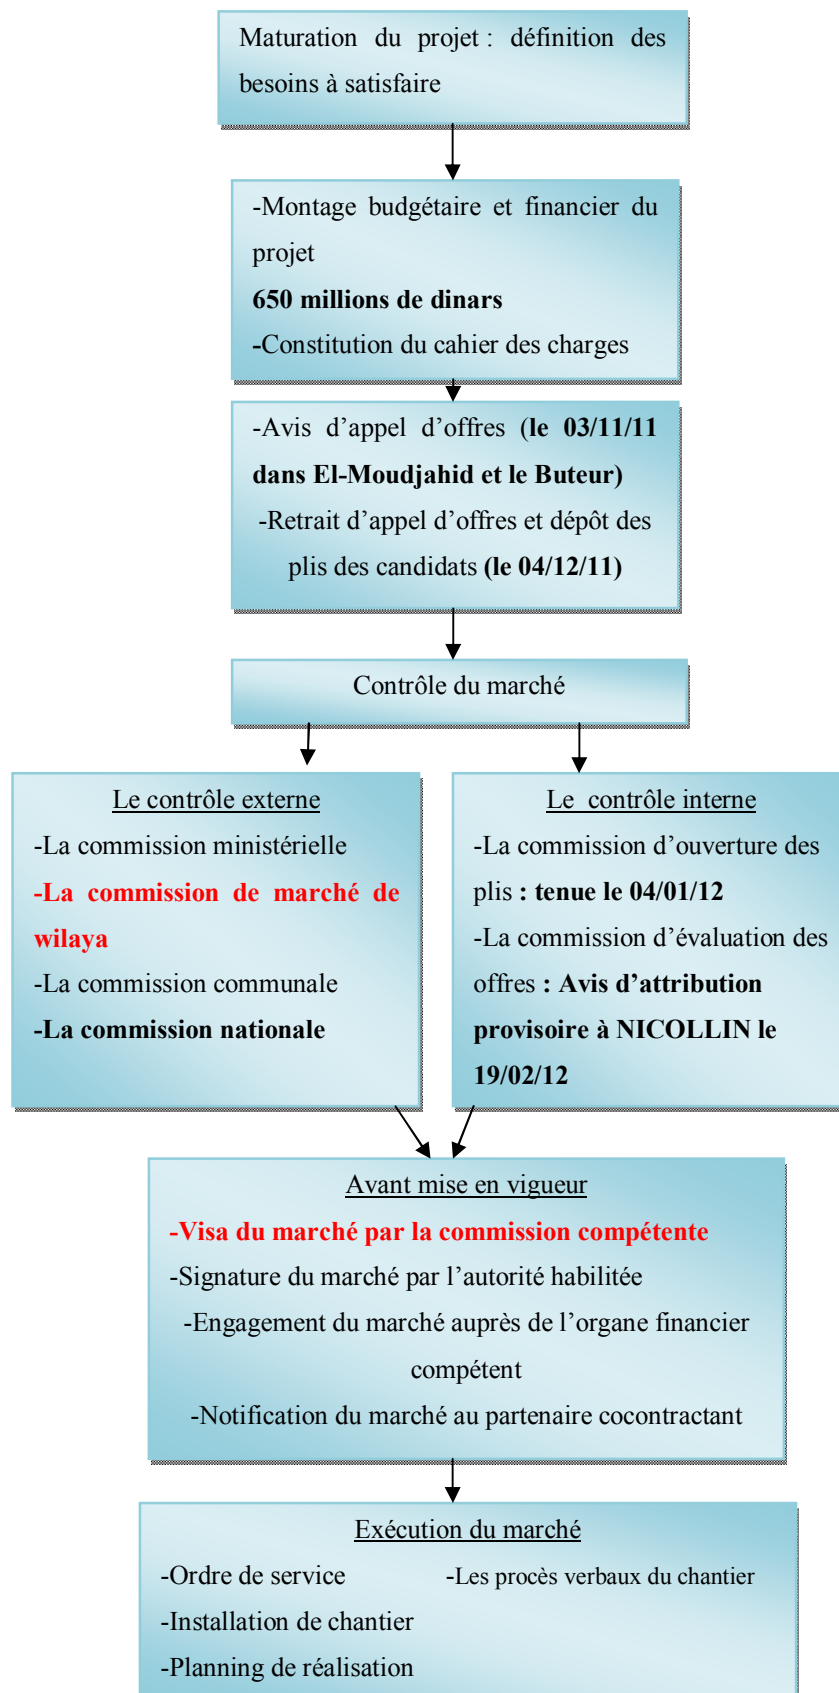 Maturation du projet : définition des
besoins à satisfaire
-Montage budgétaire et financier du
projet
650 millions de dinars
-Constitution du cahier des charges
-Avis d’appel d’offres (le 03/11/11
dans El-Moudjahid et le Buteur)
-Retrait d’appel d’offres et dépôt des
plis des candidats (le 04/12/11)
Contrôle du marché
Le contrôle externe
-La commission ministérielle
-La commission de marché de
wilaya
-La commission communale
-La commission nationale
Le contrôle interne
-La commission d’ouverture des
plis : tenue le 04/01/12
-La commission d’évaluation des
offres : Avis d’attribution
provisoire à NICOLLIN le
19/02/12
Avant mise en vigueur
-Visa du marché par la commission compétente
-Signature du marché par l’autorité habilitée
-Engagement du marché auprès de l’organe financier
compétent
-Notification du marché au partenaire cocontractant
Exécution du marché
-Ordre de service -Les procès verbaux du chantier
-Installation de chantier
-Planning de réalisation